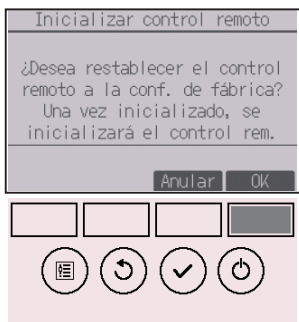 Inicializar control remoto
¿Desea restablecer el control
remoto a la conf. de fábrica?
Una vez inicializado, se
inicializará el control rem.
Anular OK